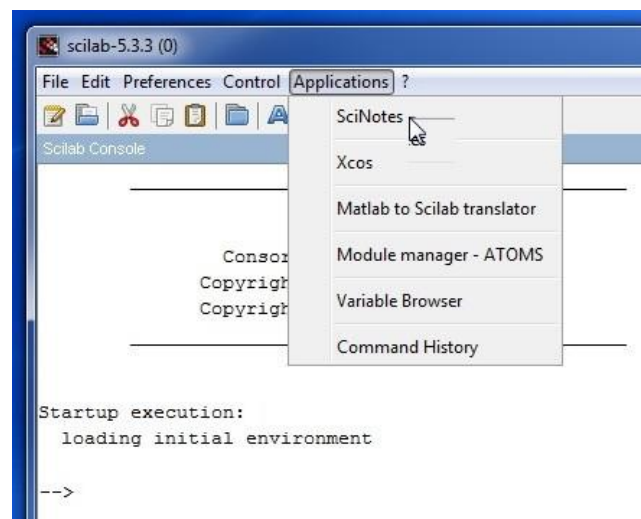 scilab-5.3.3 (0)
File Edit Preferences Control Applications ?
Scilab Console
SciNotes
Xcos
Matlab to Scilab translator
Module manager - ATOMS
Variable Browser
Command History
Consor
Copyrigh
Copyrigh
Startup execution:
loading initial environment
-->